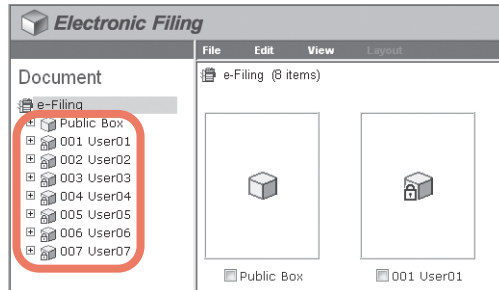 Electronic Filing
File Edit View Layout
Document
e-Filing (8 items)
e-Filing
Public Box
001 User01
002 User02
003 User03
004 User04
005 User05
006 User06
007 User07
Public Box
001 User01